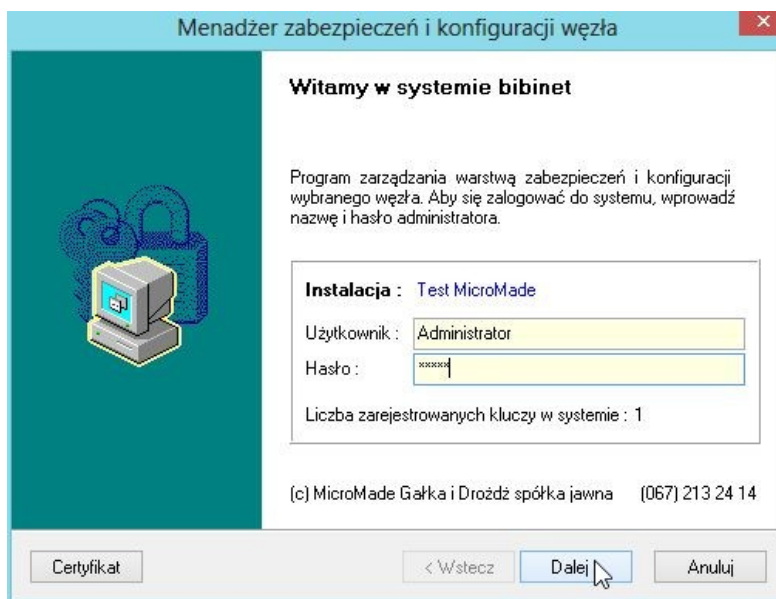 Menadżer zabezpieczeń i konfiguracji węzła
Witamy w systemie bibinet
Program zarządzania warstwą zabezpieczeń i konfiguracji
wybranego węzła. Aby się zalogować do systemu, wprowadź
nazwę i hasło administratora.
Instalacja : Test MicroMade
Użytkownik : Administrator
Hasło : *****
Liczba zarejestrowanych kluczy w systemie : 1
(c) MicroMade Gałka i Drożdż spółka jawna (067) 213 24 14
Certyfikat < Wstecz Dalej Anuluj